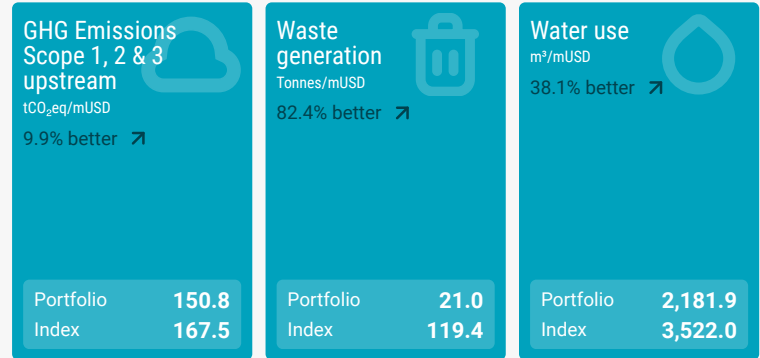 GHG Emissions
Scope 1, 2 & 3
upstream
tCO₂eq/mUSD
9.9% better
Portfolio 150.8
Index 167.5
Waste
generation
Tonnes/mUSD
82.4% better
Portfolio 21.0
Index 119.4
Water use
m³/mUSD
38.1% better
Portfolio 2,181.9
Index 3,522.0